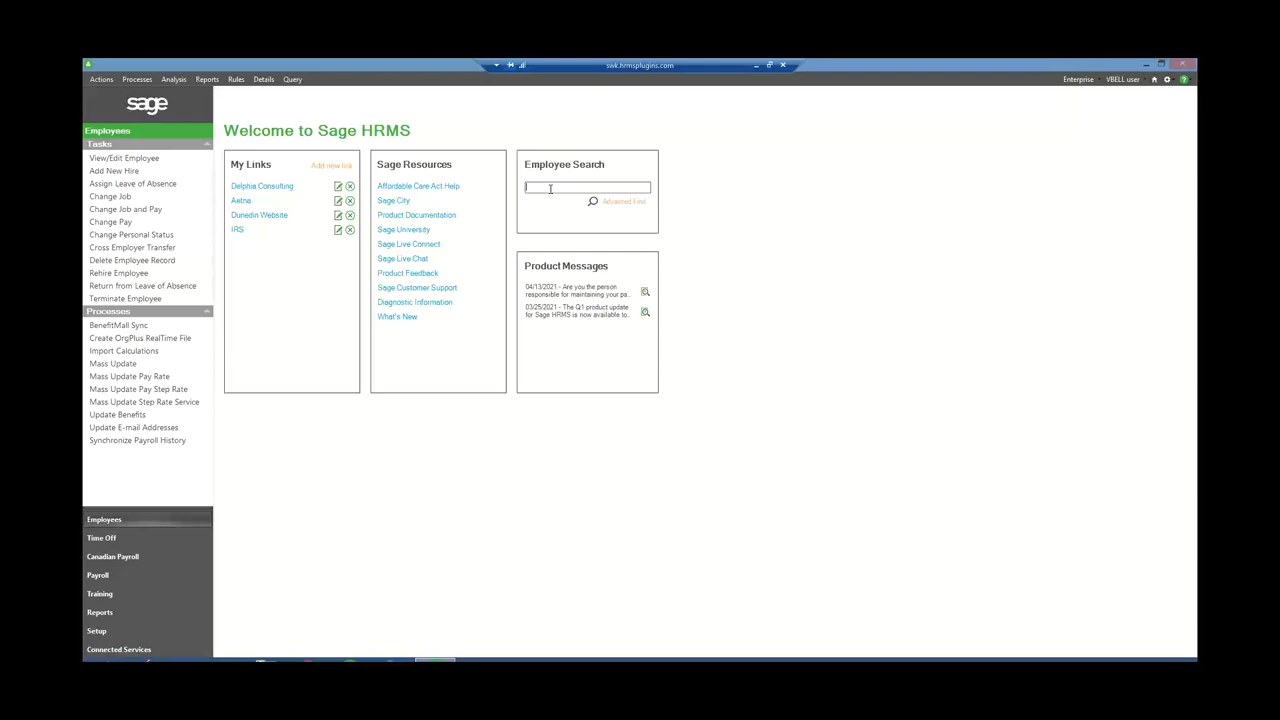 swk.hrmsplugins.com
Actions Processes Analysis Reports Rules Details Query
Enterprise VBELL user
sage
Employees
Tasks
View/Edit Employee
Add New Hire
Assign Leave of Absence
Change Job
Change Job and Pay
Change Pay
Change Personal Status
Cross Employer Transfer
Delete Employee Record
Rehire Employee
Return from Leave of Absence
Terminate Employee
Processes
BenefitMall Sync
Create OrgPlus RealTime File
Import Calculations
Mass Update
Mass Update Pay Rate
Mass Update Pay Step Rate
Mass Update Step Rate Service
Update Benefits
Update E-mail Addresses
Synchronize Payroll History
Employees
Time Off
Canadian Payroll
Payroll
Training
Reports
Setup
Connected Services
Welcome to Sage HRMS
My Links Add new link
Delphia Consulting
Aetna
Dunedin Website
IRS
Sage Resources
Affordable Care Act Help
Sage City
Product Documentation
Sage University
Sage Live Connect
Sage Live Chat
Product Feedback
Sage Customer Support
Diagnostic Information
What's New
Employee Search
Advanced Find
Product Messages
04/13/2021 - Are you the person
responsible for maintaining your pa..
03/25/2021 - The Q1 product update
for Sage HRMS is now available to..